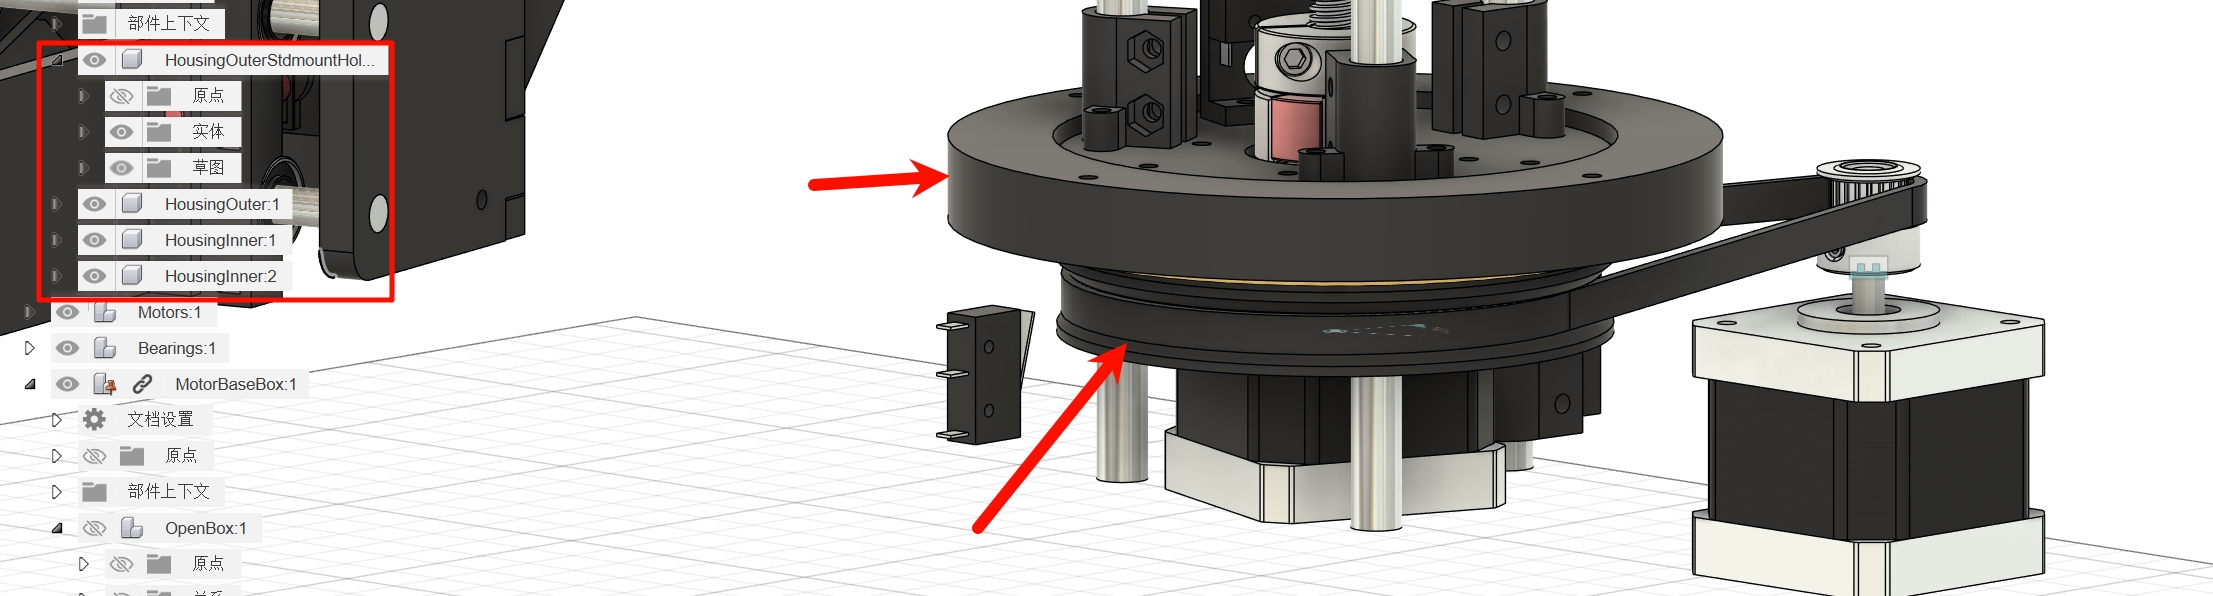 部件上下文
HousingOuterStdmountHol...
原点
实体
草图
HousingOuter:1
HousingInner:1
HousingInner:2
Motors:1
Bearings:1
MotorBaseBox:1
文档设置
原点
部件上下文
OpenBox:1
原点